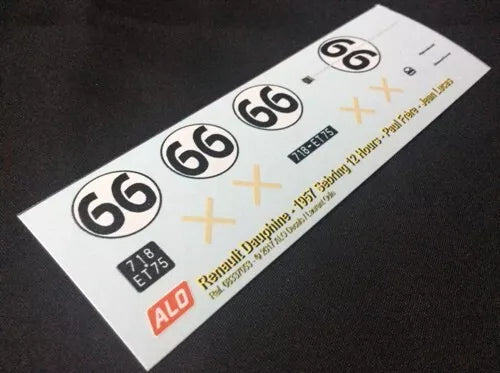 66
66
66
66
718-ET75
718
ET75
ALO
Renault Dauphine - 1957 Sebring 12 Hours - Paul Frère - Jean Lucas